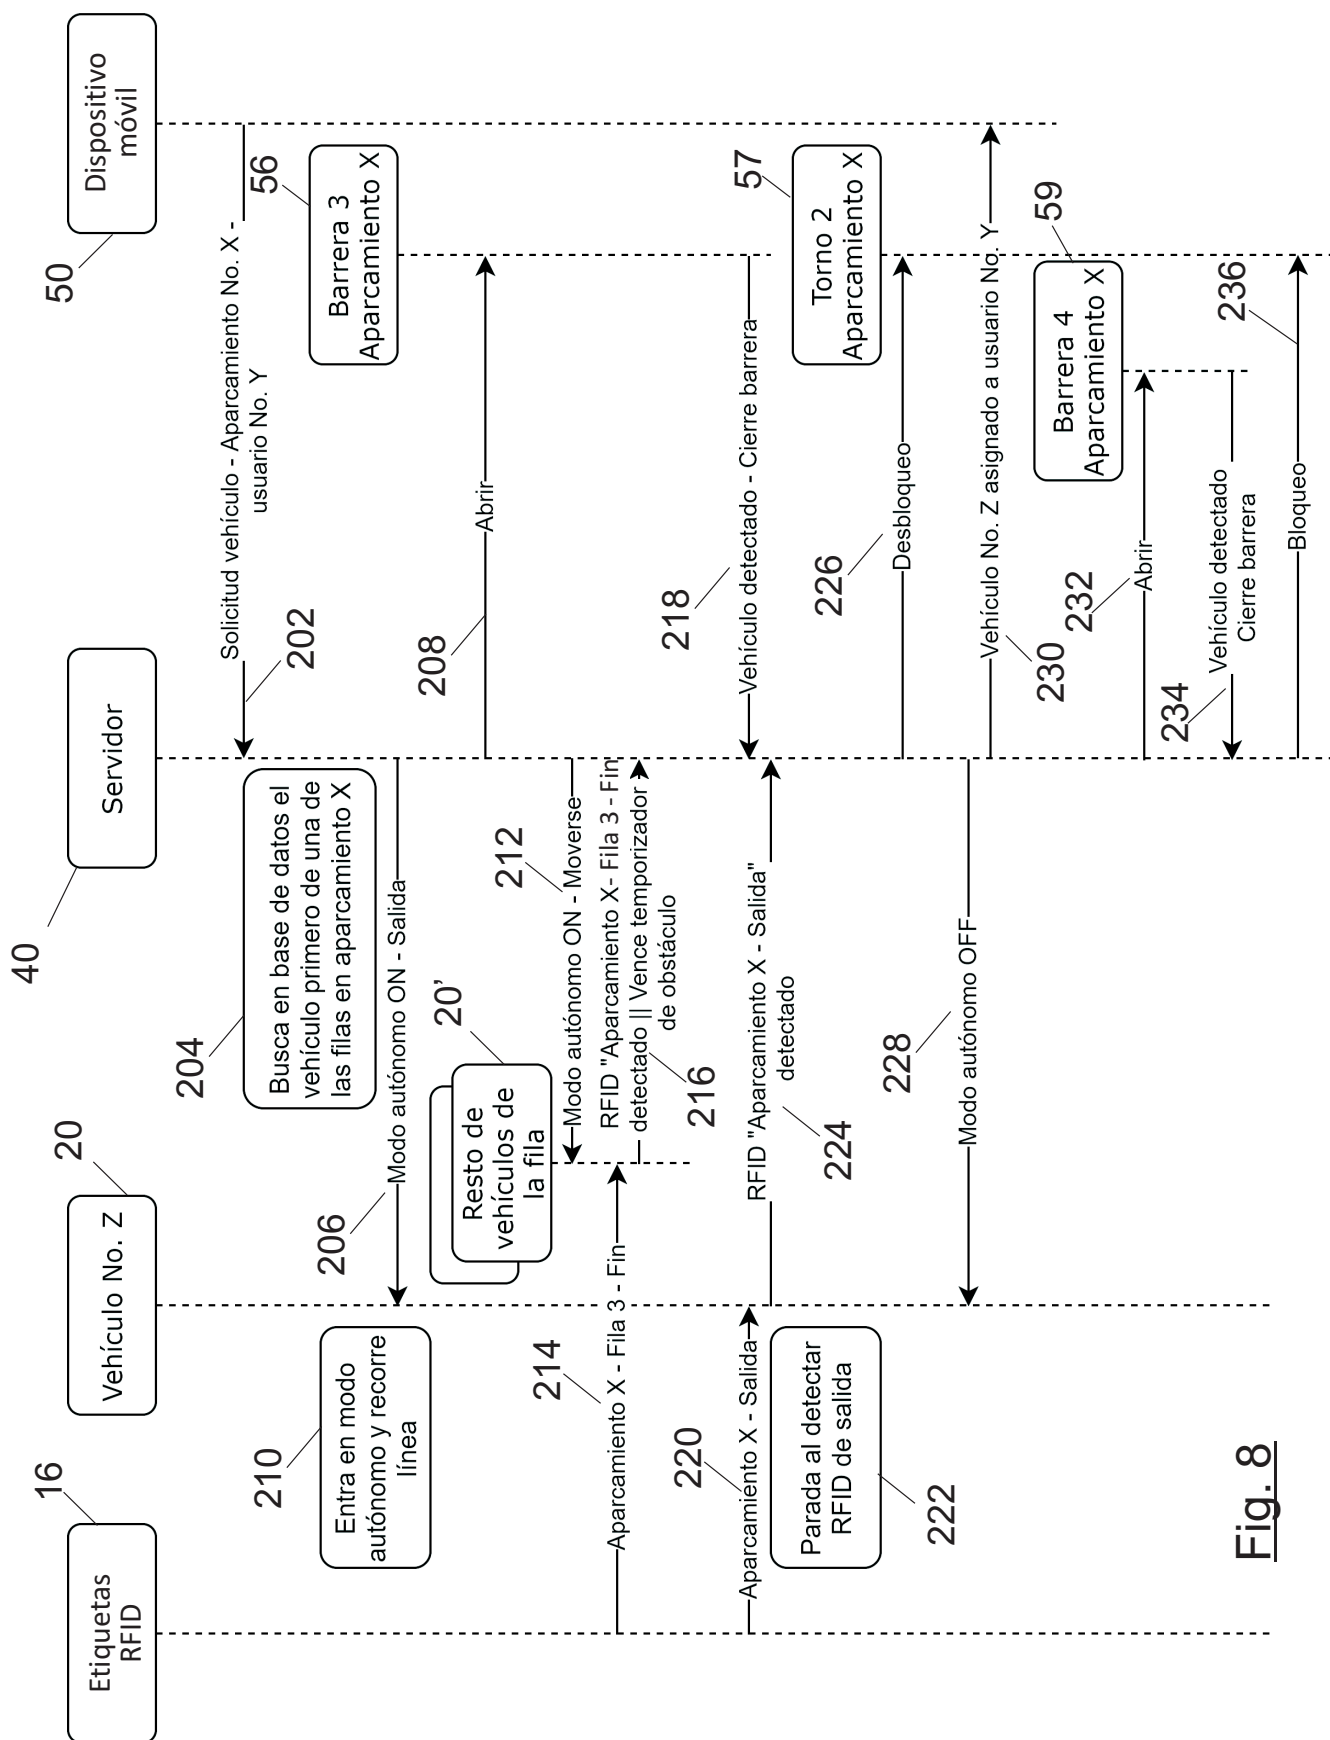 Etiquetas
RFID
16
Vehículo No. Z
20
Servidor
40
Dispositivo
móvil
50
Solicitud vehículo - Aparcamiento No. X -
usuario No. Y
202
Busca en base de datos el
vehículo primero de una de
las filas en aparcamiento X
204
Barrera 3
Aparcamiento X
56
Modo autónomo ON - Salida
206
Entra en modo
autónomo y recorre
línea
210
Abrir
208
Resto de
vehículos de
la fila
20'
Modo autónomo ON - Moverse
212
Aparcamiento X - Fila 3 - Fin
214
RFID "Aparcamiento X- Fila 3 - Fin
detectado || Vence temporizador
de obstáculo
216
Vehículo detectado - Cierre barrera
218
Aparcamiento X - Salida
220
RFID "Aparcamiento X - Salida"
detectado
224
Parada al detectar
RFID de salida
222
Torno 2
Aparcamiento X
57
Desbloqueo
226
Modo autónomo OFF
228
Vehículo No. Z asignado a usuario No. Y
230
Barrera 4
Aparcamiento X
59
Abrir
232
Vehículo detectado
Cierre barrera
234
Bloqueo
236
Fig. 8